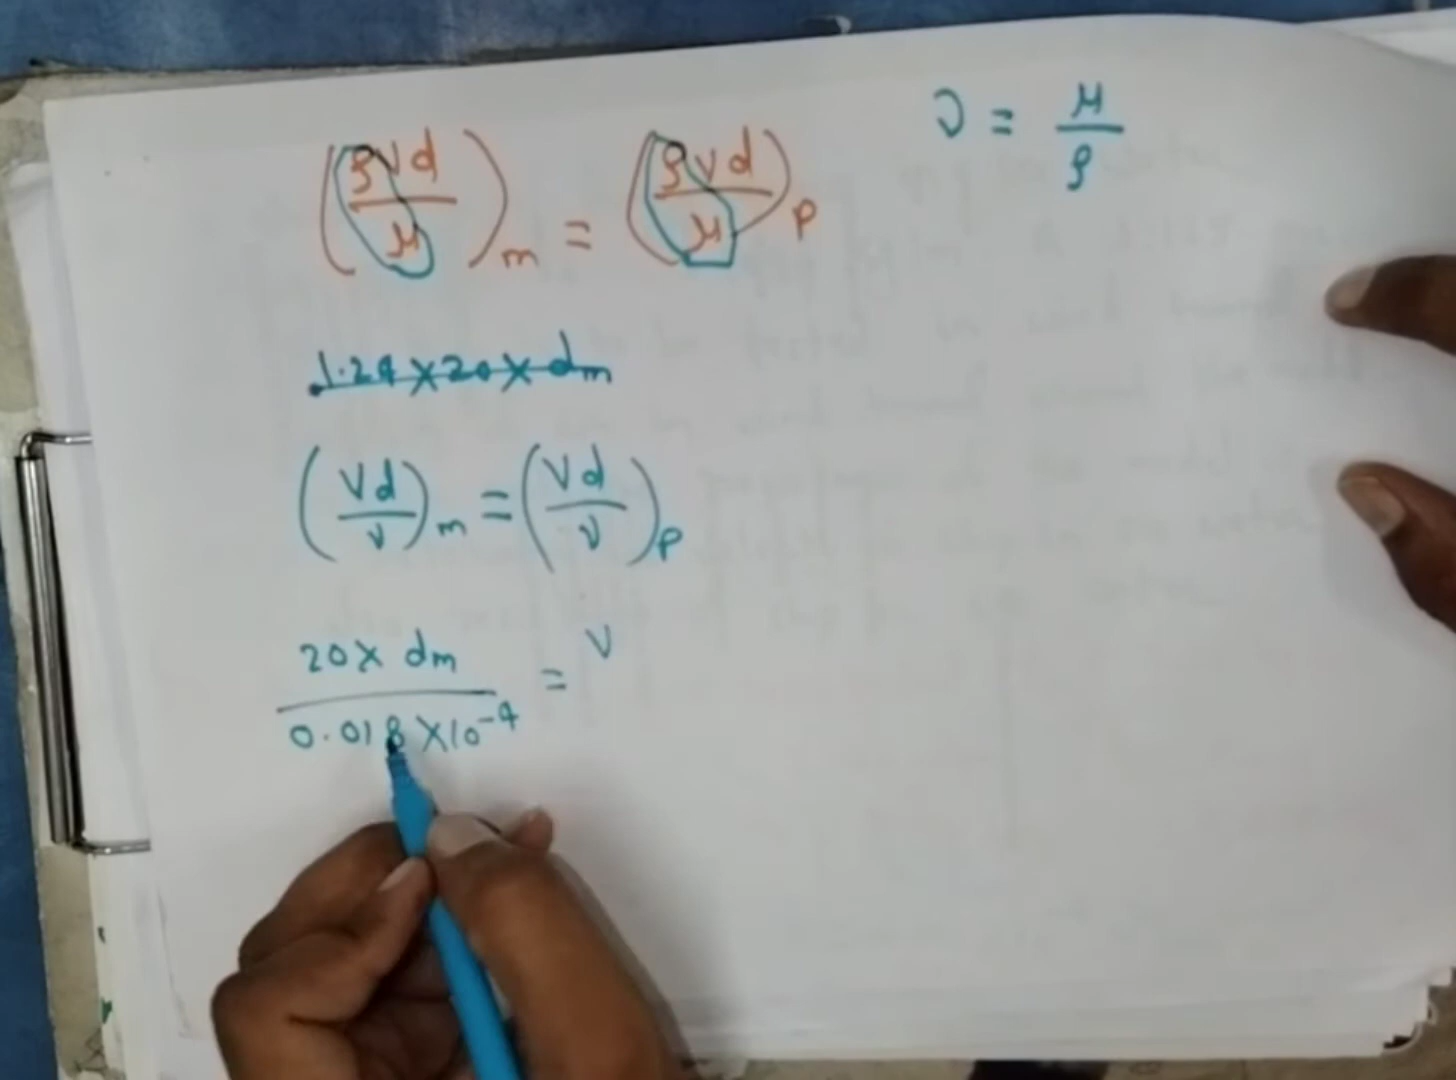 (ρVd/μ)m = (ρVd/μ)p
ν = μ/ρ
1.24 × 20 × dm
(Vd/ν)m = (Vd/ν)p
20 × dm / 0.018 × 10^-4 = V